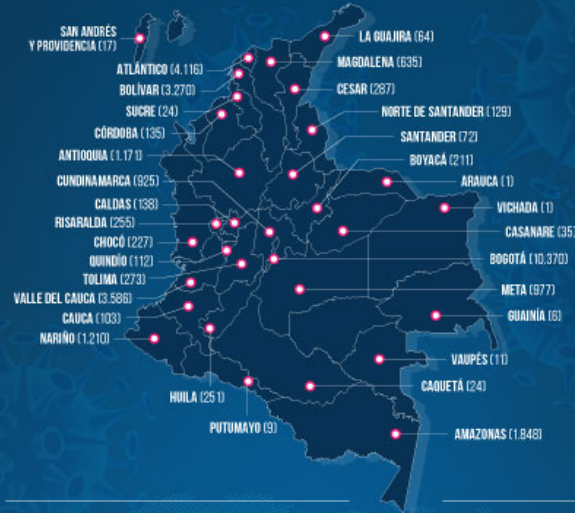 SAN ANDRÉS
Y PROVIDENCIA (17)
ATLÁNTICO (4.116)
BOLÍVAR (3.270)
SUCRE (24)
CÓRDOBA (135)
ANTIOQUIA (1.171)
CUNDINAMARCA (925)
CALDAS (138)
RISARALDA (255)
CHOCÓ (227)
QUINDÍO (112)
TOLIMA (273)
VALLE DEL CAUCA (3.586)
CAUCA (103)
NARIÑO (1.210)
HUILA (251)
PUTUMAYO (9)
LA GUAJIRA (64)
MAGDALENA (635)
CESAR (287)
NORTE DE SANTANDER (129)
SANTANDER (72)
BOYACÁ (211)
ARAUCA (1)
VICHADA (1)
CASANARE (35)
BOGOTÁ (10.370)
META (977)
GUAINÍA (6)
VAUPÉS (11)
CAQUETÁ (24)
AMAZONAS (1.848)